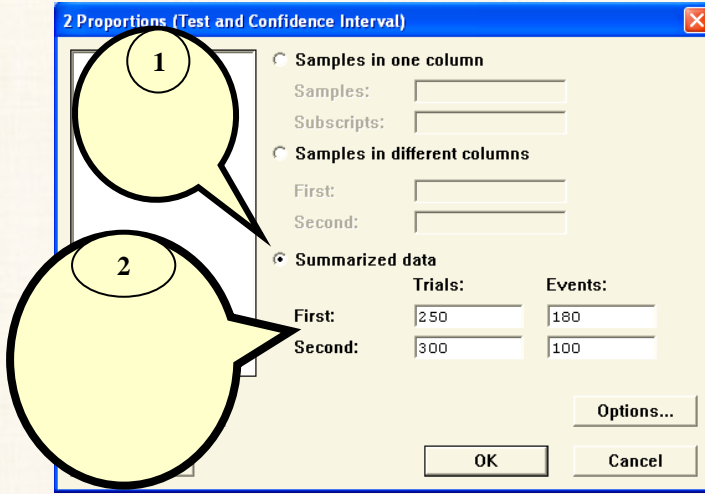 2 Proportions (Test and Confidence Interval)
1
Samples in one column
Samples:
Subscripts:
Samples in different columns
First:
Second:
2
Summarized data
Trials: Events:
First: 250 180
Second: 300 100
Options...
OK Cancel